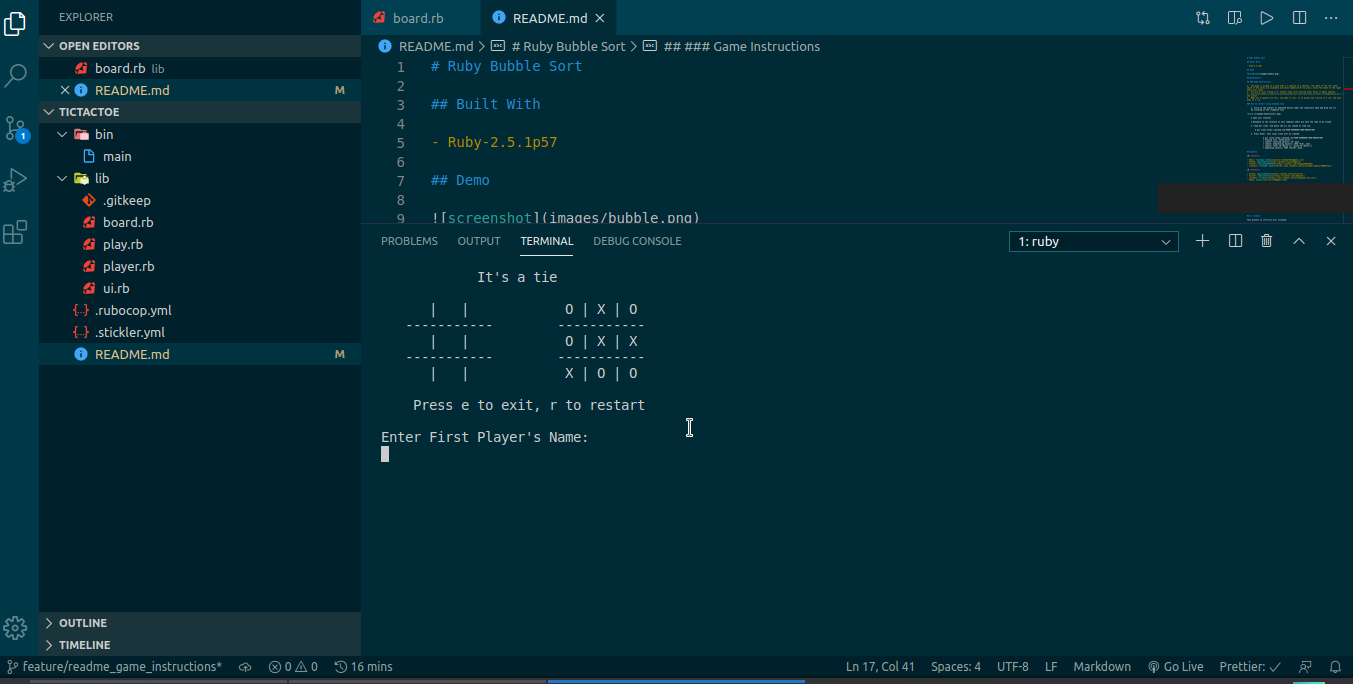 EXPLORER
OPEN EDITORS
board.rb lib
README.md M
TICTACTOE
bin
main
lib
.gitkeep
board.rb
play.rb
player.rb
ui.rb
.rubocop.yml
.stickler.yml
README.md M
OUTLINE
TIMELINE
board.rb
README.md
README.md > # Ruby Bubble Sort > ## ### Game Instructions
1 # Ruby Bubble Sort
2
3 ## Built With
4
5 - Ruby-2.5.1p57
6
7 ## Demo
8
9 ![screenshot](images/bubble.png)
PROBLEMS OUTPUT TERMINAL DEBUG CONSOLE 1: ruby
It's a tie
| | O | X | O
----------- -----------
| | O | X | X
----------- -----------
| | X | O | O
Press e to exit, r to restart
Enter First Player's Name:
1
feature/readme_game_instructions* 0 0 16 mins Ln 17, Col 41 Spaces: 4 UTF-8 LF Markdown Go Live Prettier: ✓